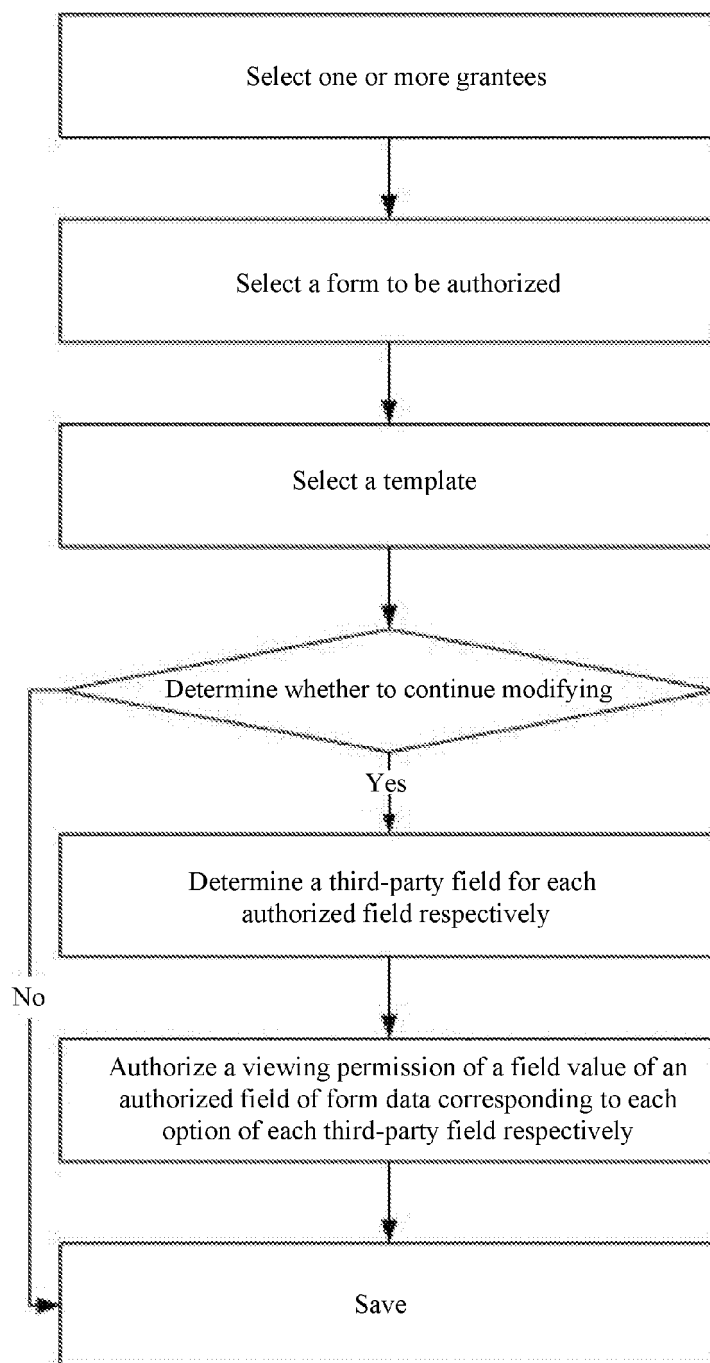 Select one or more grantees
Select a form to be authorized
Select a template
Determine whether to continue modifying
Yes
Determine a third-party field for each
authorized field respectively
No
Authorize a viewing permission of a field value of an
authorized field of form data corresponding to each
option of each third-party field respectively
Save